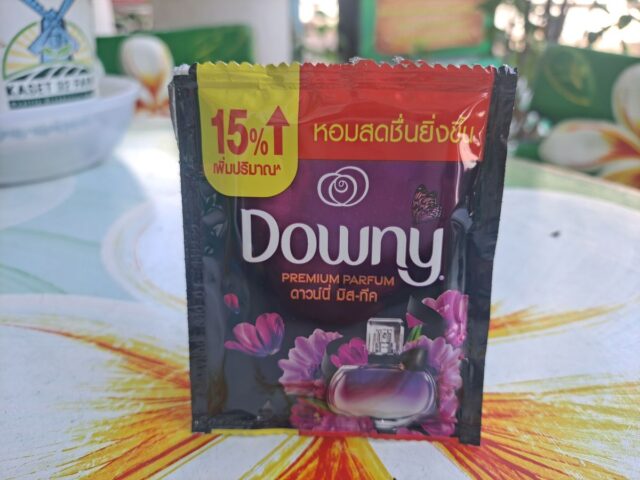 15%
เพิ่มปริมาณ^
หอมสดชื่นยิ่งขึ้น
Downy
PREMIUM PARFUM
ดาวน์นี่ มิส-ทีค
KASET